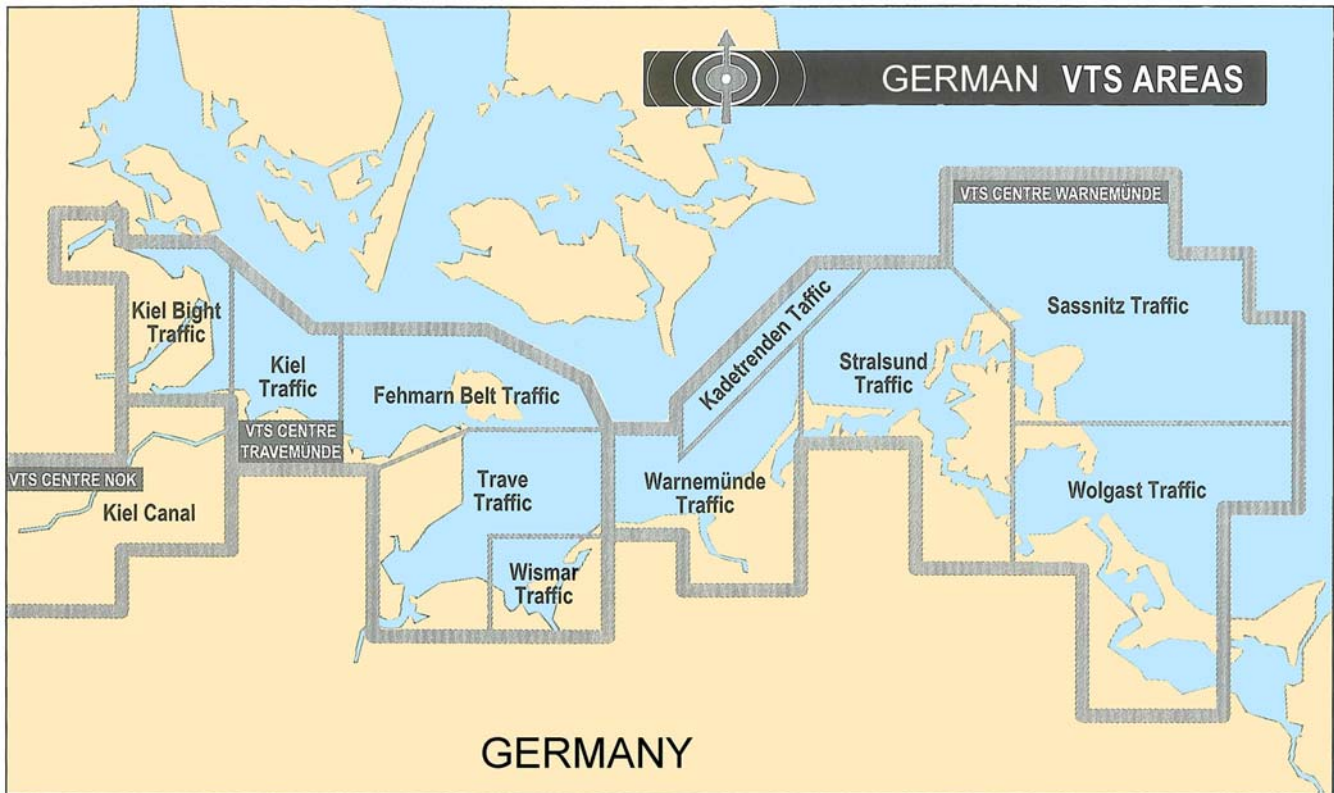 GERMAN VTS AREAS
VTS CENTRE WARNEMÜNDE
Kiel Bight
Traffic
Kiel
Traffic
Fehmarn Belt Traffic
Kadetrenden Taffic
Stralsund
Traffic
Sassnitz Traffic
VTS CENTRE
TRAVEMÜNDE
VTS CENTRE NOK
Kiel Canal
Trave
Traffic
Warnemünde
Traffic
Wolgast Traffic
Wismar
Traffic
GERMANY